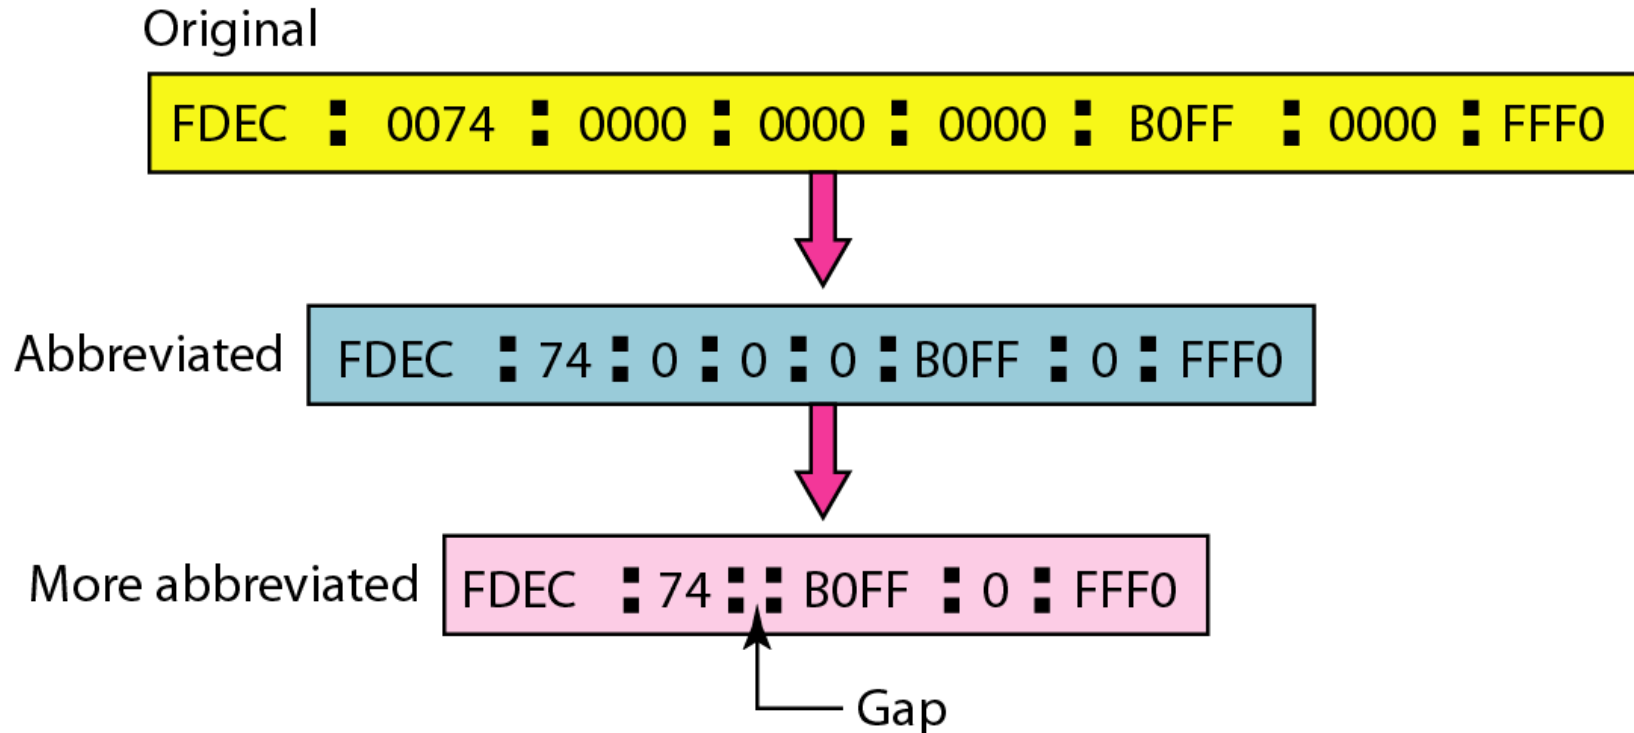 Original
FDEC : 0074 : 0000 : 0000 : 0000 : B0FF : 0000 : FFF0
Abbreviated FDEC : 74 : 0 : 0 : 0 : B0FF : 0 : FFF0
More abbreviated FDEC : 74 : : B0FF : 0 : FFF0
Gap